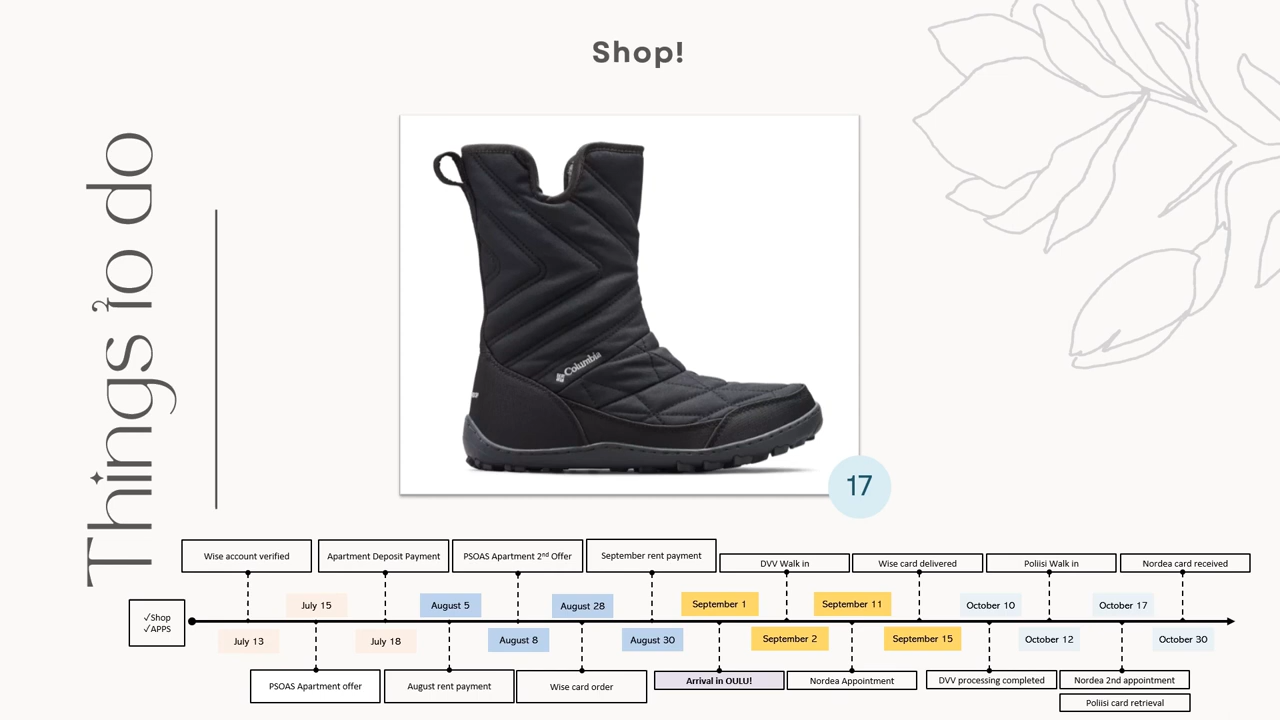 Shop!
Things to do
Columbia
17
Wise account verified
Apartment Deposit Payment
PSOAS Apartment 2nd Offer
September rent payment
DVV Walk in
Wise card delivered
Poliisi Walk in
Nordea card received
✓Shop
✓APPS
July 15
August 5
August 28
September 1
September 11
October 10
October 17
July 13
July 18
August 8
August 30
September 2
September 15
October 12
October 30
PSOAS Apartment offer
August rent payment
Wise card order
Arrival in OULU!
Nordea Appointment
DVV processing completed
Nordea 2nd appointment
Poliisi card retrieval